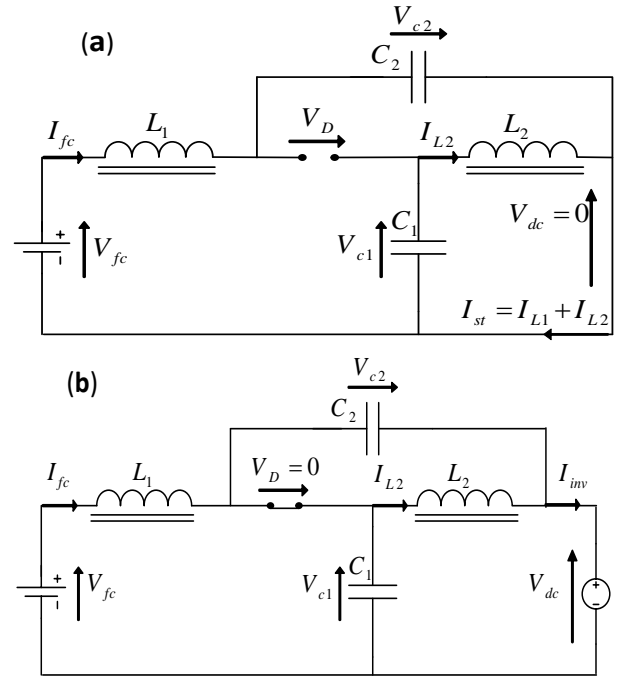 (a)
V_{c2}
C_2
I_{fc}
L_1
V_D
I_{L2}
L_2
+
V_{fc}
V_{c1}
C_1
V_{dc} = 0
I_{st} = I_{L1} + I_{L2}
(b)
V_{c2}
C_2
I_{fc}
L_1
V_D = 0
I_{L2}
L_2
I_{inv}
+
V_{fc}
V_{c1}
C_1
V_{dc}
+
−